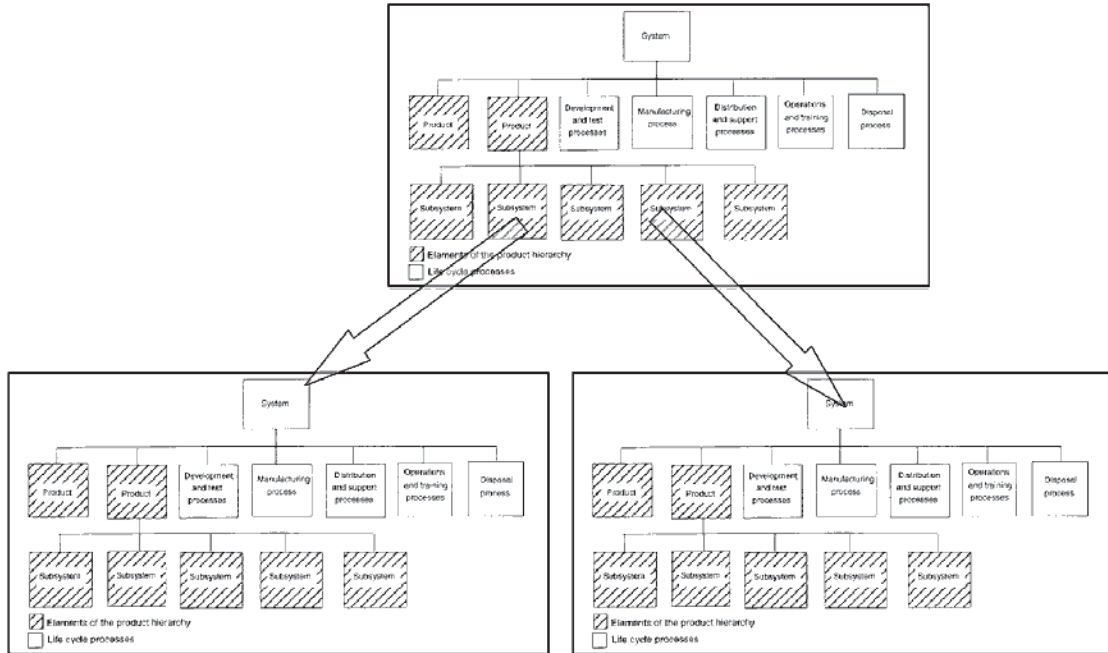 System
Product
Product
Development
and test
processes
Manufacturing
process
Distribution
and support
processes
Operations
and training
processes
Disposal
process
Subsystem
Subsystem
Subsystem
Subsystem
Subsystem
Elements of the product hierarchy
Life cycle processes
System
Product
Product
Development
and test
processes
Manufacturing
process
Distribution
and support
processes
Operations
and training
processes
Disposal
process
Subsystem
Subsystem
Subsystem
Subsystem
Subsystem
Elements of the product hierarchy
Life cycle processes
System
Product
Product
Development
and test
processes
Manufacturing
process
Distribution
and support
processes
Operations
and training
processes
Disposal
process
Subsystem
Subsystem
Subsystem
Subsystem
Subsystem
Elements of the product hierarchy
Life cycle processes